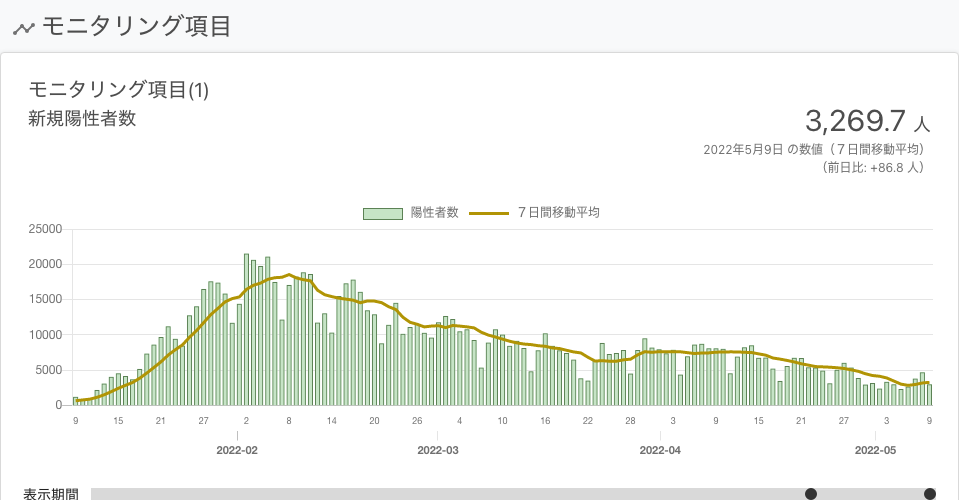 モニタリング項目
モニタリング項目(1)
新規陽性者数
3,269.7 人
2022年5月9日 の数値（７日間移動平均）
（前日比: +86.8 人）
陽性者数 ７日間移動平均
25000
20000
15000
10000
5000
0
9 15 21 27 2 8 14 20 26 4 10 16 22 28 3 9 15 21 27 3 9
2022-02 2022-03 2022-04 2022-05
表示期間